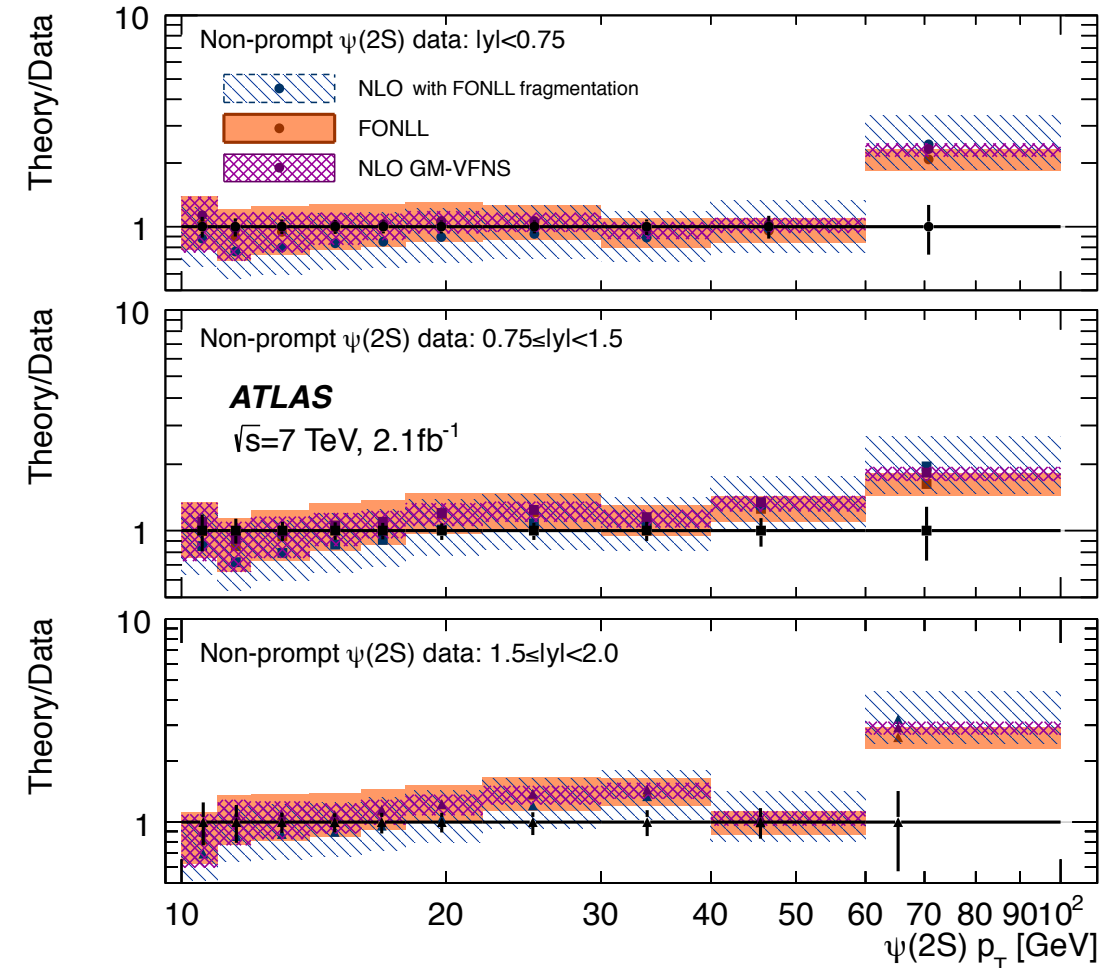 10
Non-prompt ψ(2S) data: |y|<0.75
NLO with FONLL fragmentation
FONLL
NLO GM-VFNS
1
Theory/Data
10
Non-prompt ψ(2S) data: 0.75≤|y|<1.5
ATLAS
√s=7 TeV, 2.1fb⁻¹
1
Theory/Data
10
Non-prompt ψ(2S) data: 1.5≤|y|<2.0
1
Theory/Data
10 20 30 40 50 60 70 80 90 10²
ψ(2S) p_T [GeV]